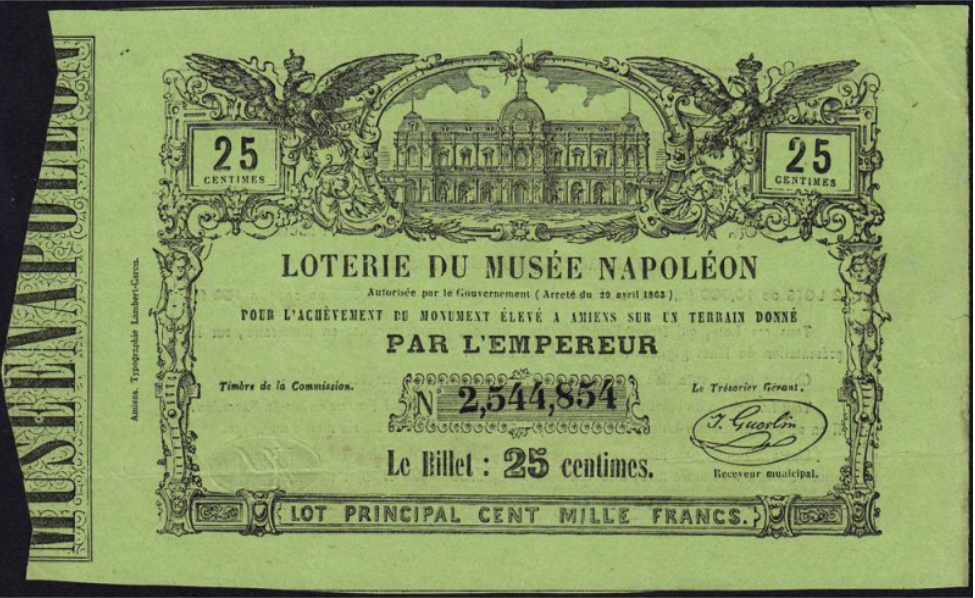 MUSÉE NAPOLÉON
25
CENTIMES
25
CENTIMES
LOTERIE DU MUSÉE NAPOLÉON
Autorisée par le Gouvernement (Arreté du 29 avril 1863)
POUR L'ACHÈVEMENT DU MONUMENT ÉLEVÉ A AMIENS SUR UN TERRAIN DONNÉ
PAR L'EMPEREUR
Timbre de la Commission.
N° 2,544,854
Le Trésorier Gérant,
J. Guerlin
Receveur municipal.
Le Billet : 25 centimes.
LOT PRINCIPAL CENT MILLE FRANCS.
Amiens. Typographie Lambert-Caron.